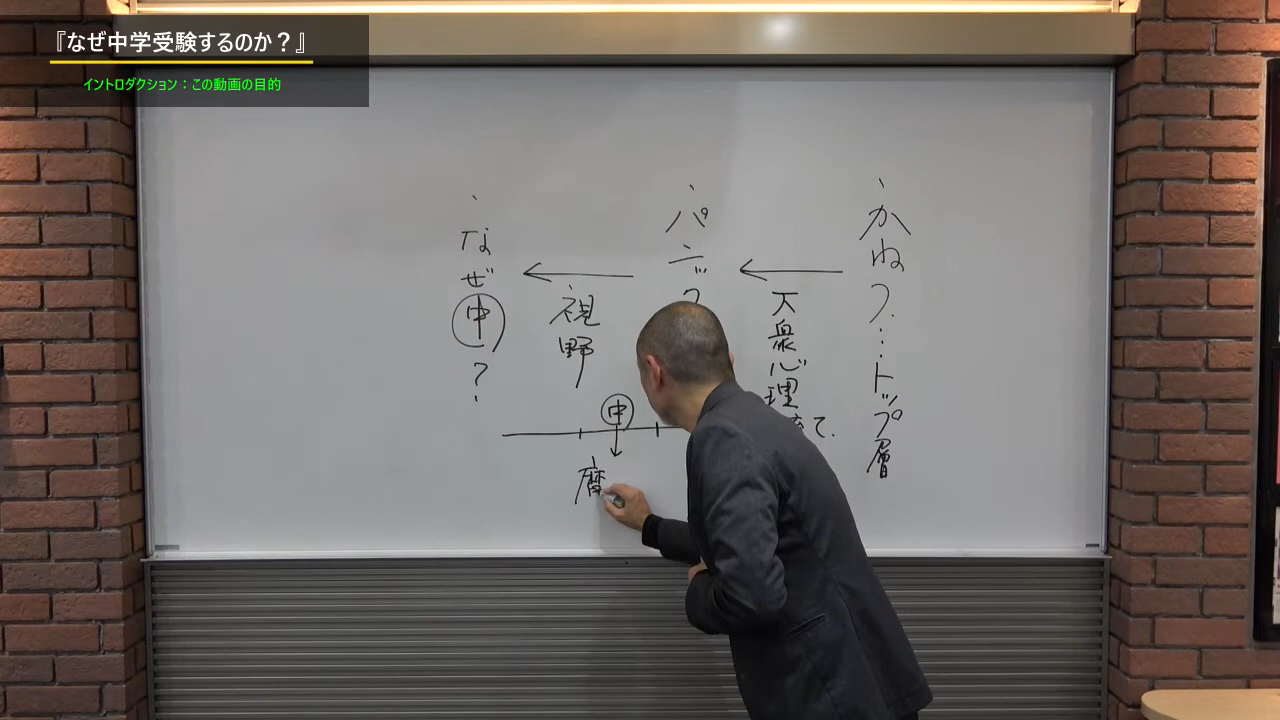 『なぜ中学受験するのか？』
イントロダクション：この動画の目的
かねつ…トップ層
大衆心理
て.
パニック
視野
なぜ中？
中